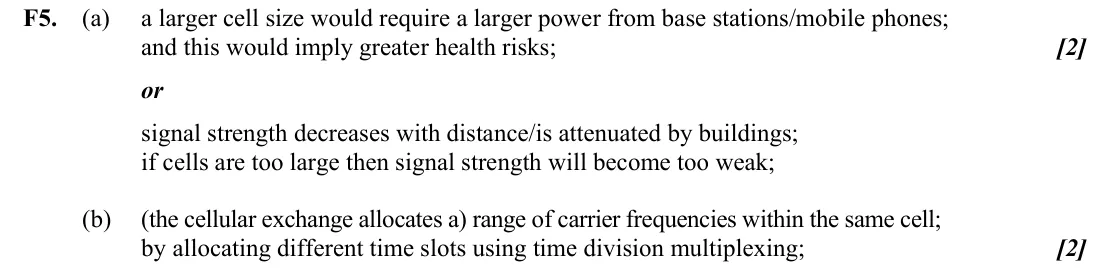 F5. (a) a larger cell size would require a larger power from base stations/mobile phones;
and this would imply greater health risks; [2]
or
signal strength decreases with distance/is attenuated by buildings;
if cells are too large then signal strength will become too weak;
(b) (the cellular exchange allocates a) range of carrier frequencies within the same cell;
by allocating different time slots using time division multiplexing; [2]